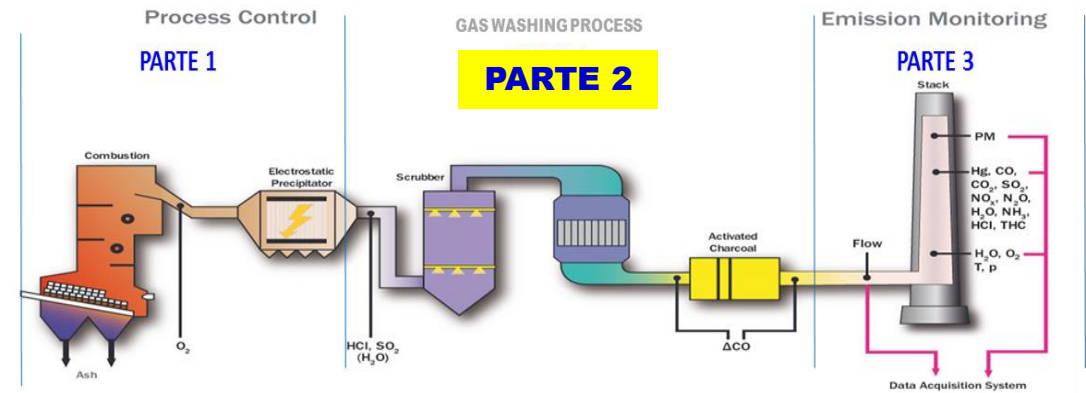 Process Control
GAS WASHING PROCESS
Emission Monitoring
PARTE 1
PARTE 2
PARTE 3
Stack
Combustion
Electrostatic
Precipitator
Scrubber
Activated
Charcoal
Flow
PM
Hg, CO,
CO₂, SO₂,
NOₓ, N₂O,
H₂O, NH₃,
HCl, THC
H₂O, O₂
T, p
O₂
HCl, SO₂
(H₂O)
ΔCO
Ash
Data Acquisition System